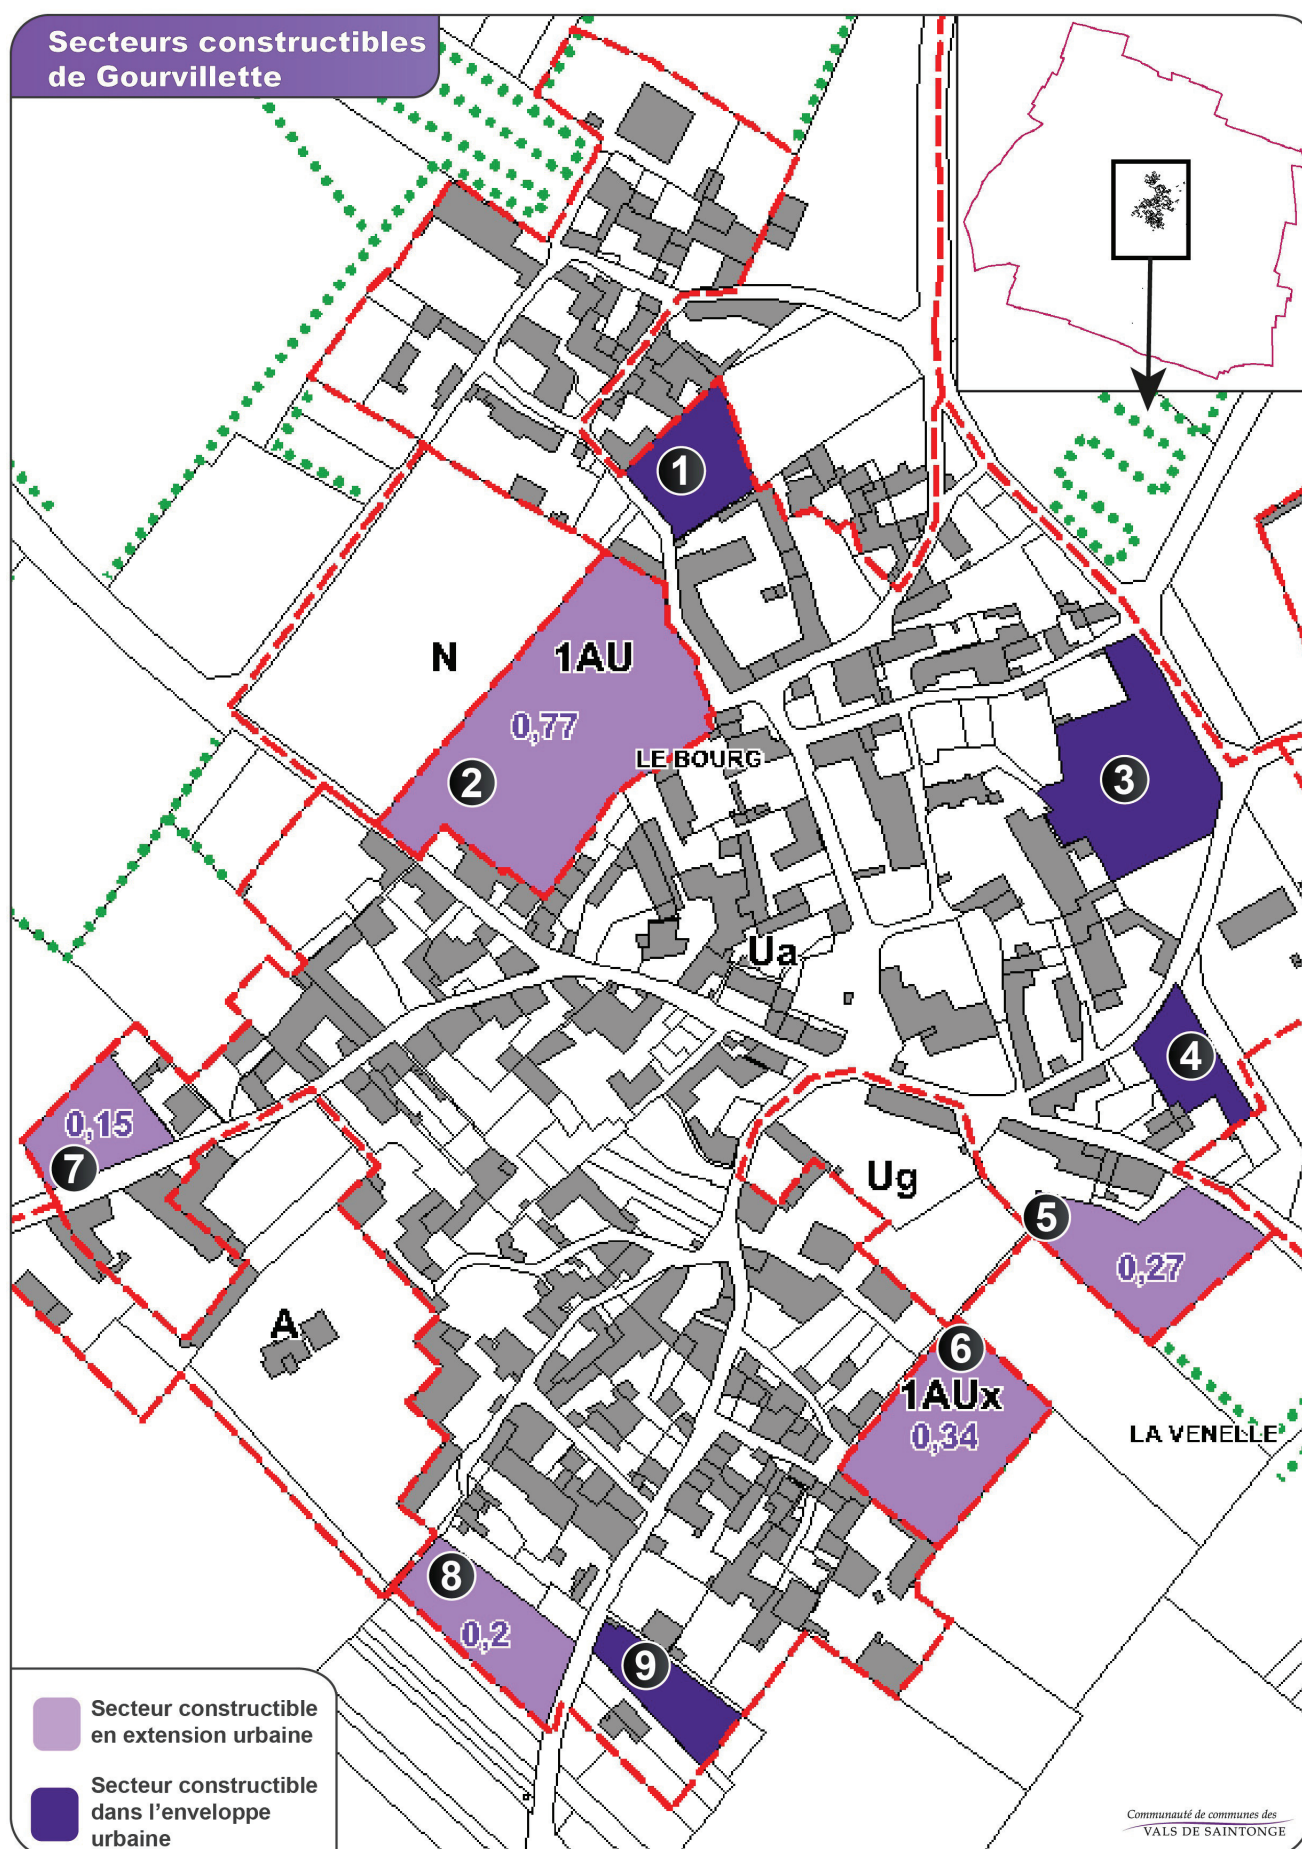 Secteurs constructibles
de Gourvillette
1
N
1AU
0,77
LE BOURG
2
3
Ua
4
0,15
7
Ug
5
0,27
A
6
1AUx
0,34
LA VENELLE
8
0,2
9
Secteur constructible
en extension urbaine
Secteur constructible
dans l'enveloppe
urbaine
Communauté de communes des
VALS DE SAINTONGE